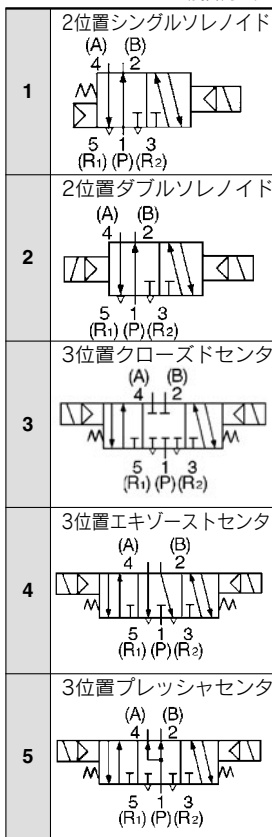 2位置シングルソレノイド
(A) (B)
4 2
1
5 1 3
(R1) (P) (R2)
2位置ダブルソレノイド
(A) (B)
4 2
2
5 1 3
(R1) (P) (R2)
3位置クローズドセンタ
(A) (B)
4 2
3
5 1 3
(R1) (P) (R2)
3位置エキゾーストセンタ
(A) (B)
4 2
4
5 1 3
(R1) (P) (R2)
3位置プレッシャセンタ
(A) (B)
4 2
5
5 1 3
(R1) (P) (R2)